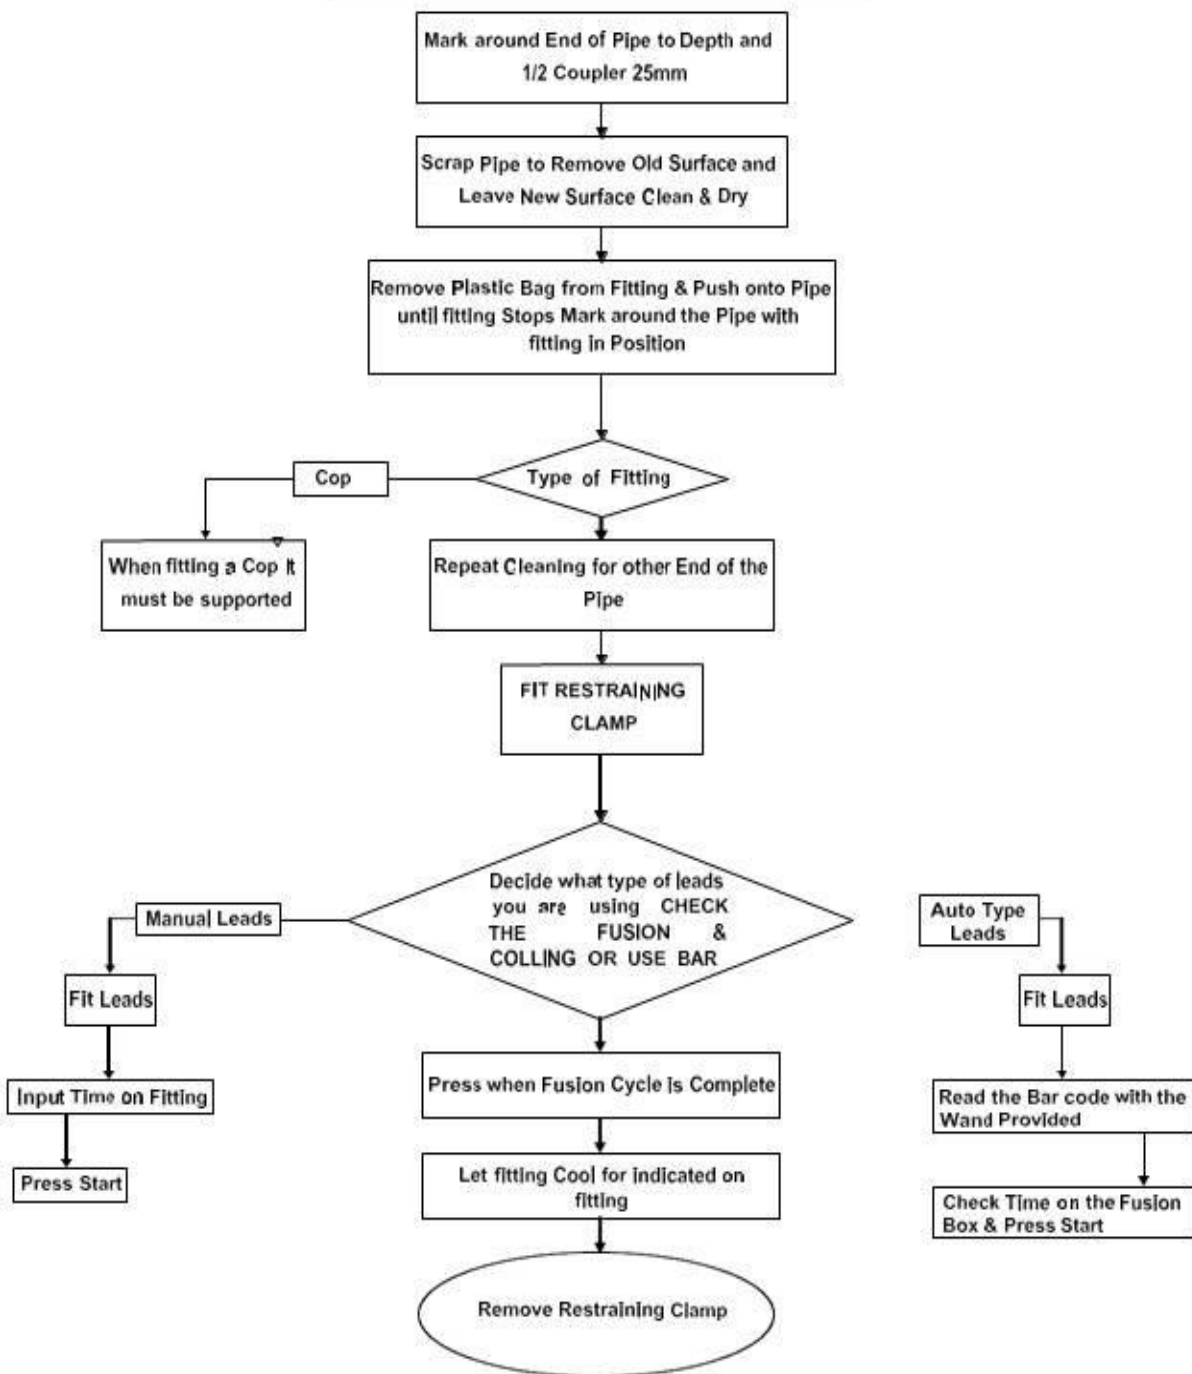 Mark around End of Pipe to Depth and
1/2 Coupler 25mm
Scrap Pipe to Remove Old Surface and
Leave New Surface Clean & Dry
Remove Plastic Bag from Fitting & Push onto Pipe
until fitting Stops Mark around the Pipe with
fitting in Position
Type of Fitting
Cop
When fitting a Cop It
must be supported
Repeat Cleaning for other End of the
Pipe
FIT RESTRAINING
CLAMP
Decide what type of leads
you are using CHECK
THE FUSION &
COLLING OR USE BAR
Manual Leads
Fit Leads
Input Time on Fitting
Press Start
Auto Type
Leads
Fit Leads
Read the Bar code with the
Wand Provided
Check Time on the Fusion
Box & Press Start
Press when Fusion Cycle is Complete
Let fitting Cool for indicated on
fitting
Remove Restraining Clamp